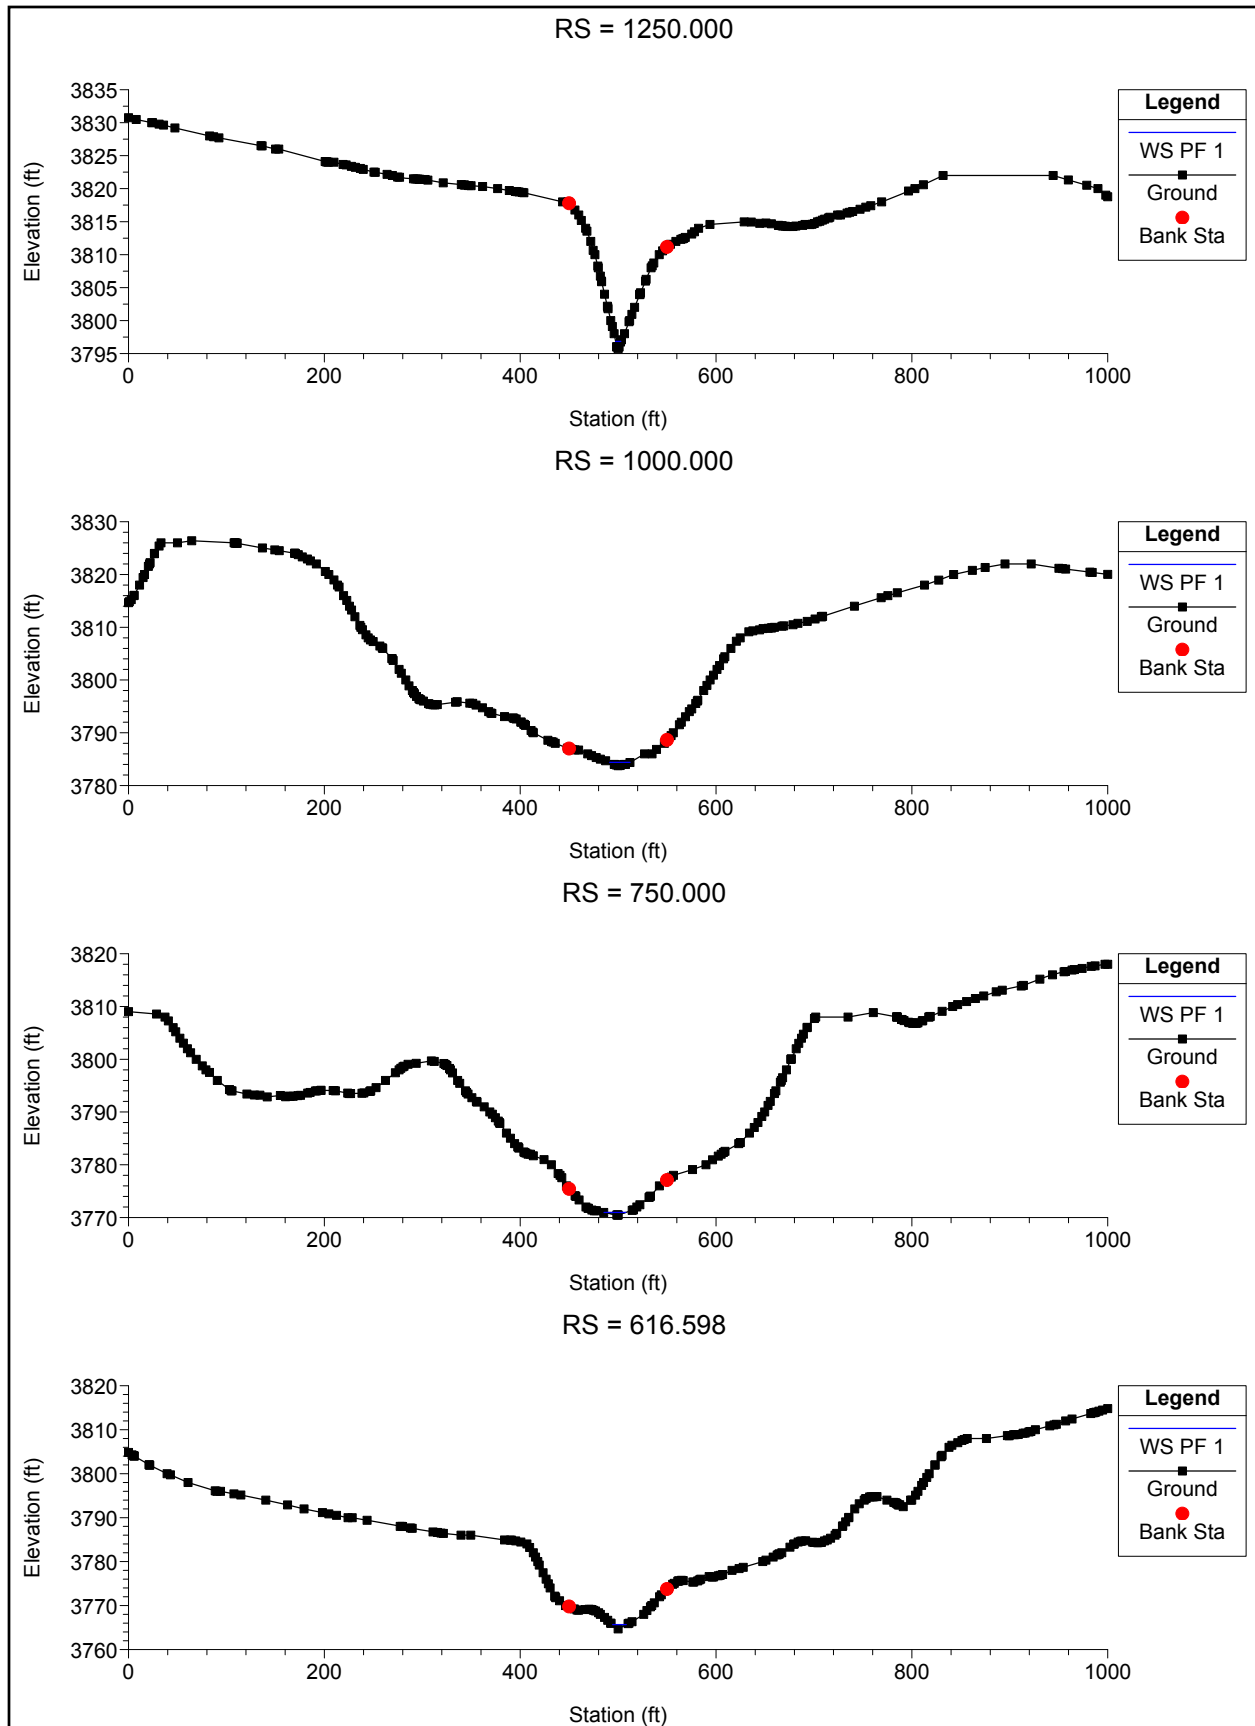 RS = 1250.000
3835
3830
3825
3820
3815
3810
3805
3800
3795
Elevation (ft)
0 200 400 600 800 1000
Station (ft)
Legend
WS PF 1
Ground
Bank Sta
RS = 1000.000
3830
3820
3810
3800
3790
3780
Elevation (ft)
0 200 400 600 800 1000
Station (ft)
Legend
WS PF 1
Ground
Bank Sta
RS = 750.000
3820
3810
3800
3790
3780
3770
Elevation (ft)
0 200 400 600 800 1000
Station (ft)
Legend
WS PF 1
Ground
Bank Sta
RS = 616.598
3820
3810
3800
3790
3780
3770
3760
Elevation (ft)
0 200 400 600 800 1000
Station (ft)
Legend
WS PF 1
Ground
Bank Sta